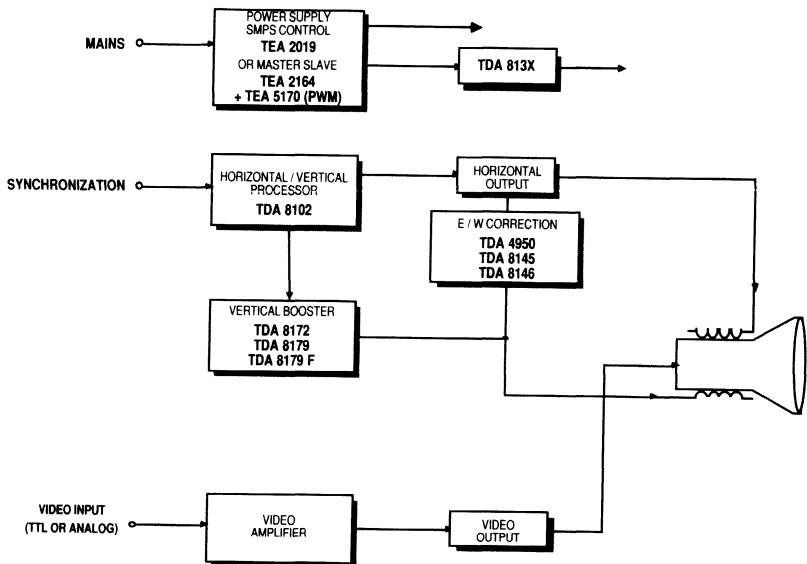 MAINS
POWER SUPPLY
SMPS CONTROL
TEA 2019
OR MASTER SLAVE
TEA 2164
+ TEA 5170 (PWM)
TDA 813X
SYNCHRONIZATION
HORIZONTAL / VERTICAL
PROCESSOR
TDA 8102
HORIZONTAL
OUTPUT
E / W CORRECTION
TDA 4950
TDA 8145
TDA 8146
VERTICAL BOOSTER
TDA 8172
TDA 8179
TDA 8179 F
VIDEO INPUT
(TTL OR ANALOG)
VIDEO
AMPLIFIER
VIDEO
OUTPUT